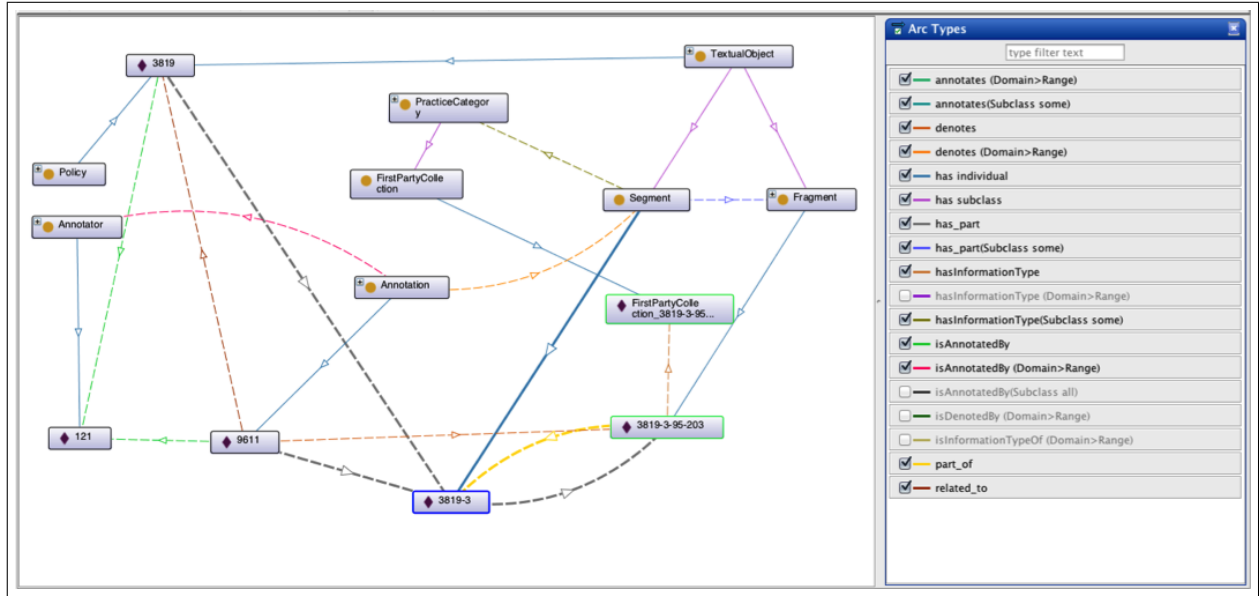 3819
TextualObject
PracticeCategor
y
Policy
FirstPartyColle
ction
Segment
Fragment
Annotator
Annotation
FirstPartyColle
ction_3819-3-95...
121
9611
3819-3-95-203
3819-3
Arc Types
type filter text
annotates (Domain>Range)
annotates(Subclass some)
denotes
denotes (Domain>Range)
has individual
has subclass
has_part
has_part(Subclass some)
hasInformationType
hasInformationType (Domain>Range)
hasInformationType(Subclass some)
isAnnotatedBy
isAnnotatedBy (Domain>Range)
isAnnotatedBy(Subclass all)
isDenotedBy (Domain>Range)
isInformationTypeOf (Domain>Range)
part_of
related_to